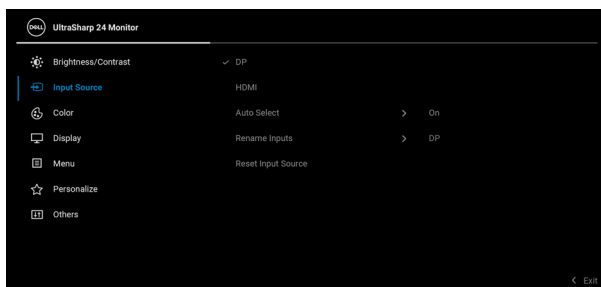 DELL UltraSharp 24 Monitor
Brightness/Contrast DP
Input Source HDMI
Color Auto Select On
Display Rename Inputs DP
Menu Reset Input Source
Personalize
Others
Exit